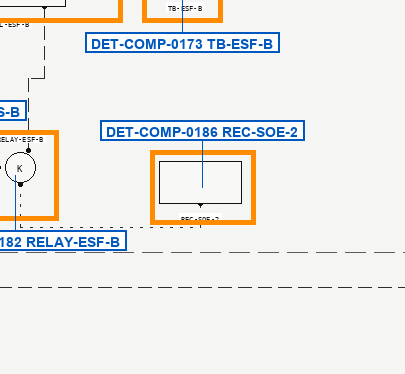 TB-ESF-B
DET-COMP-0173 TB-ESF-B
S-B
DET-COMP-0186 REC-SOE-2
RELAY-ESF-B
K
REC-SOE-2
182 RELAY-ESF-B